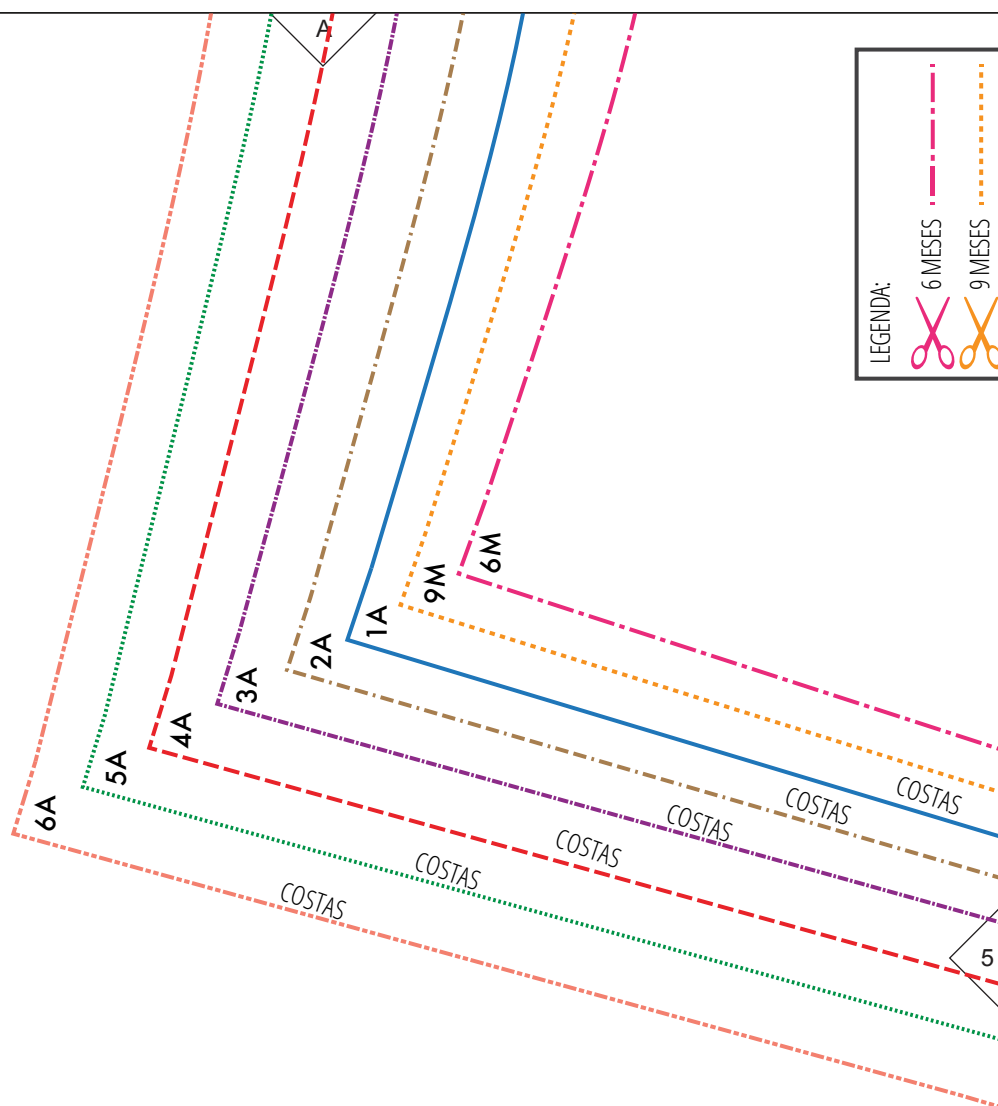 A
LEGENDA:
6 MESES
9 MESES
6M
9M
1A
2A
3A
4A
5A
6A
COSTAS
COSTAS
COSTAS
COSTAS
COSTAS
COSTAS
5